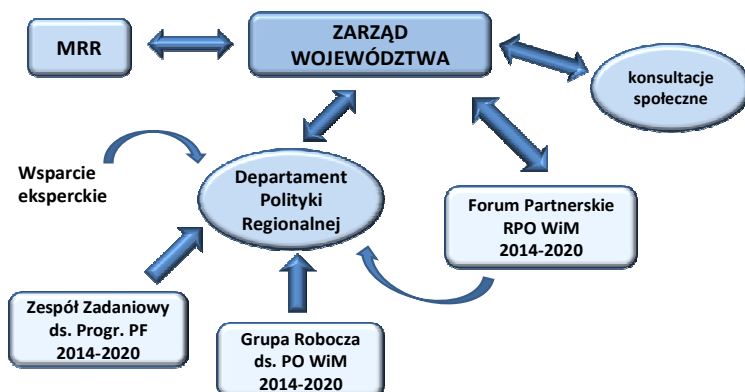 MRR
ZARZĄD
WOJEWÓDZTWA
konsultacje
społeczne
Wsparcie
eksperckie
Departament
Polityki
Regionalnej
Forum Partnerskie
RPO WiM
2014-2020
Zespół Zadaniowy
ds. Progr. PF
2014-2020
Grupa Robocza
ds. PO WiM
2014-2020